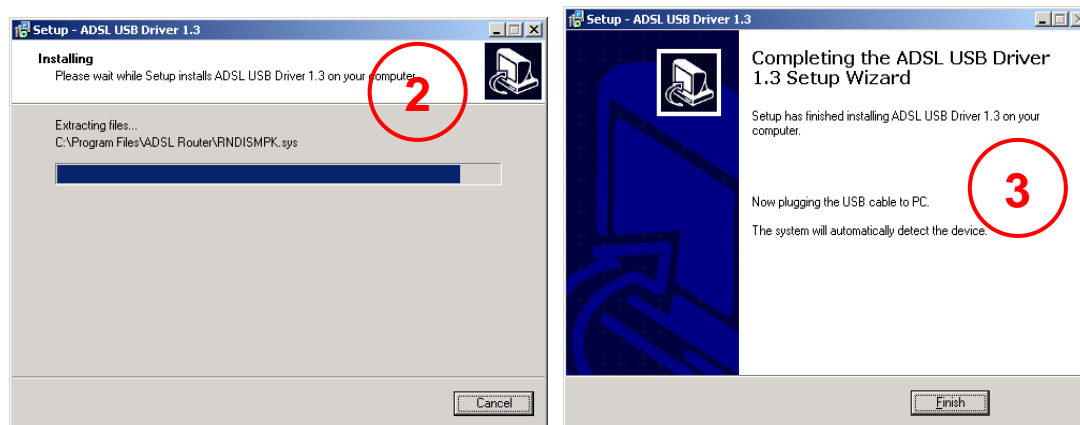 Setup - ADSL USB Driver 1.3
Installing
Please wait while Setup installs ADSL USB Driver 1.3 on your computer.
2
Extracting files...
C:\Program Files\ADSL Router\RNDISMPK.sys
Cancel
Setup - ADSL USB Driver 1.3
Completing the ADSL USB Driver
1.3 Setup Wizard
Setup has finished installing ADSL USB Driver 1.3 on your
computer.
3
Now plugging the USB cable to PC.
The system will automatically detect the device.
Finish